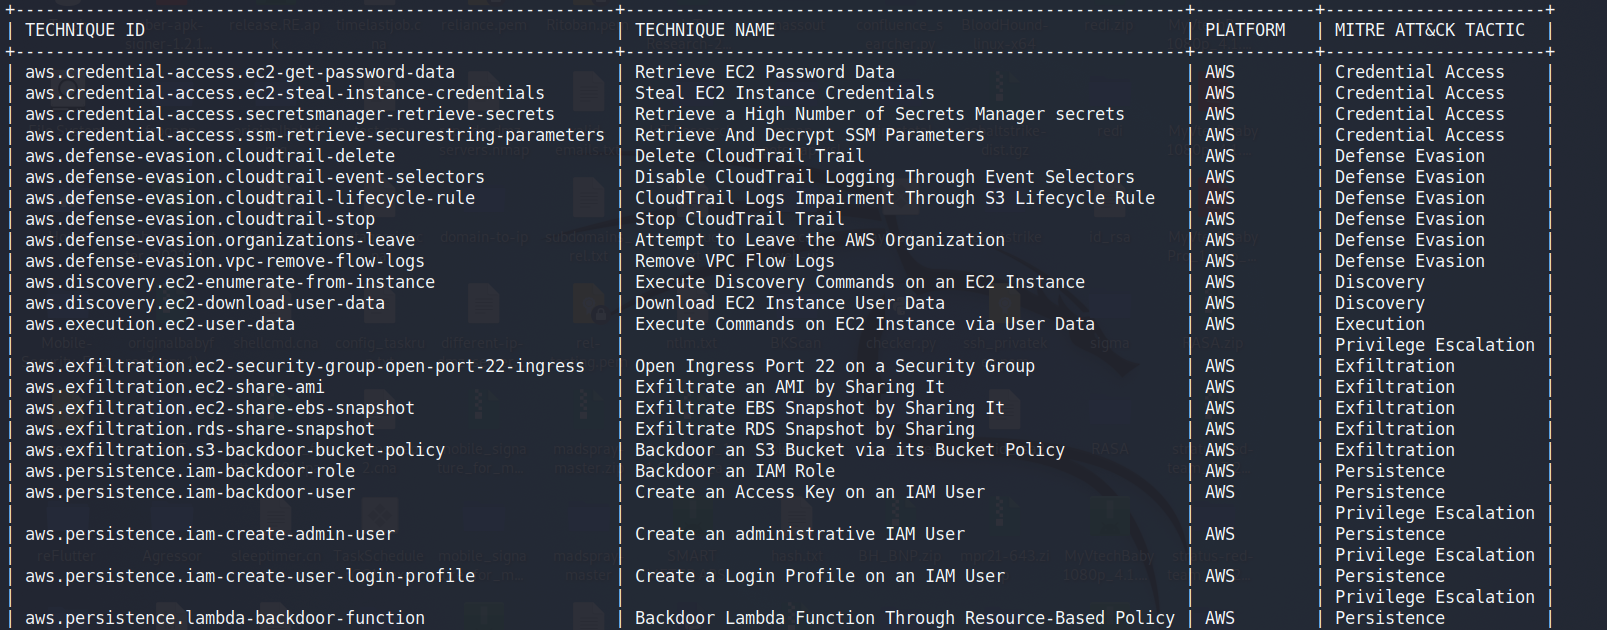 +------------------------------------------------------------+--------------------------------------------------------+------------+----------------------+
| TECHNIQUE ID | TECHNIQUE NAME | PLATFORM | MITRE ATT&CK TACTIC |
+------------------------------------------------------------+--------------------------------------------------------+------------+----------------------+
| aws.credential-access.ec2-get-password-data | Retrieve EC2 Password Data | AWS | Credential Access |
| aws.credential-access.ec2-steal-instance-credentials | Steal EC2 Instance Credentials | AWS | Credential Access |
| aws.credential-access.secretsmanager-retrieve-secrets | Retrieve a High Number of Secrets Manager secrets | AWS | Credential Access |
| aws.credential-access.ssm-retrieve-securestring-parameters | Retrieve And Decrypt SSM Parameters | AWS | Credential Access |
| aws.defense-evasion.cloudtrail-delete | Delete CloudTrail Trail | AWS | Defense Evasion |
| aws.defense-evasion.cloudtrail-event-selectors | Disable CloudTrail Logging Through Event Selectors | AWS | Defense Evasion |
| aws.defense-evasion.cloudtrail-lifecycle-rule | CloudTrail Logs Impairment Through S3 Lifecycle Rule | AWS | Defense Evasion |
| aws.defense-evasion.cloudtrail-stop | Stop CloudTrail Trail | AWS | Defense Evasion |
| aws.defense-evasion.organizations-leave | Attempt to Leave the AWS Organization | AWS | Defense Evasion |
| aws.defense-evasion.vpc-remove-flow-logs | Remove VPC Flow Logs | AWS | Defense Evasion |
| aws.discovery.ec2-enumerate-from-instance | Execute Discovery Commands on an EC2 Instance | AWS | Discovery |
| aws.discovery.ec2-download-user-data | Download EC2 Instance User Data | AWS | Discovery |
| aws.execution.ec2-user-data | Execute Commands on EC2 Instance via User Data | AWS | Execution |
| | | | Privilege Escalation |
| aws.exfiltration.ec2-security-group-open-port-22-ingress | Open Ingress Port 22 on a Security Group | AWS | Exfiltration |
| aws.exfiltration.ec2-share-ami | Exfiltrate an AMI by Sharing It | AWS | Exfiltration |
| aws.exfiltration.ec2-share-ebs-snapshot | Exfiltrate EBS Snapshot by Sharing It | AWS | Exfiltration |
| aws.exfiltration.rds-share-snapshot | Exfiltrate RDS Snapshot by Sharing | AWS | Exfiltration |
| aws.exfiltration.s3-backdoor-bucket-policy | Backdoor an S3 Bucket via its Bucket Policy | AWS | Exfiltration |
| aws.persistence.iam-backdoor-role | Backdoor an IAM Role | AWS | Persistence |
| aws.persistence.iam-backdoor-user | Create an Access Key on an IAM User | AWS | Persistence |
| | | | Privilege Escalation |
| aws.persistence.iam-create-admin-user | Create an administrative IAM User | AWS | Persistence |
| | | | Privilege Escalation |
| aws.persistence.iam-create-user-login-profile | Create a Login Profile on an IAM User | AWS | Persistence |
| | | | Privilege Escalation |
| aws.persistence.lambda-backdoor-function | Backdoor Lambda Function Through Resource-Based Policy | AWS | Persistence |